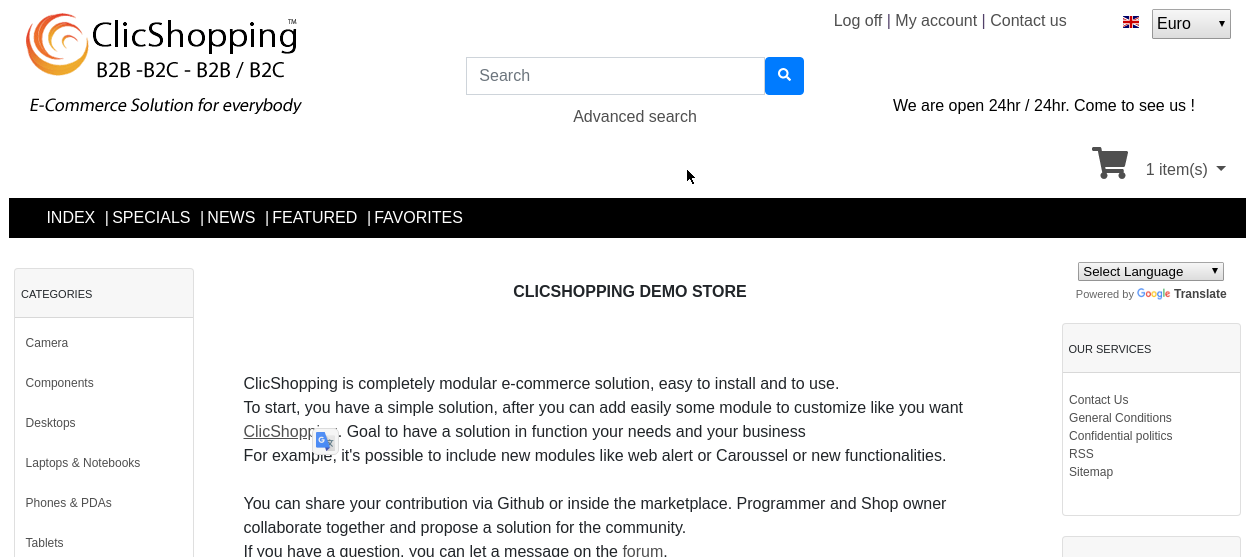 ClicShopping™
B2B -B2C - B2B / B2C
E-Commerce Solution for everybody
Log off | My account | Contact us
Euro
Search
Advanced search
We are open 24hr / 24hr. Come to see us !
1 item(s)
INDEX | SPECIALS | NEWS | FEATURED | FAVORITES
CATEGORIES
Camera
Components
Desktops
Laptops & Notebooks
Phones & PDAs
Tablets
CLICSHOPPING DEMO STORE
ClicShopping is completely modular e-commerce solution, easy to install and to use.
To start, you have a simple solution, after you can add easily some module to customize like you want
ClicShopping. Goal to have a solution in function your needs and your business
For example, it's possible to include new modules like web alert or Caroussel or new functionalities.
You can share your contribution via Github or inside the marketplace. Programmer and Shop owner
collaborate together and propose a solution for the community.
If you have a question, you can let a message on the forum.
Select Language
Powered by Google Translate
OUR SERVICES
Contact Us
General Conditions
Confidential politics
RSS
Sitemap